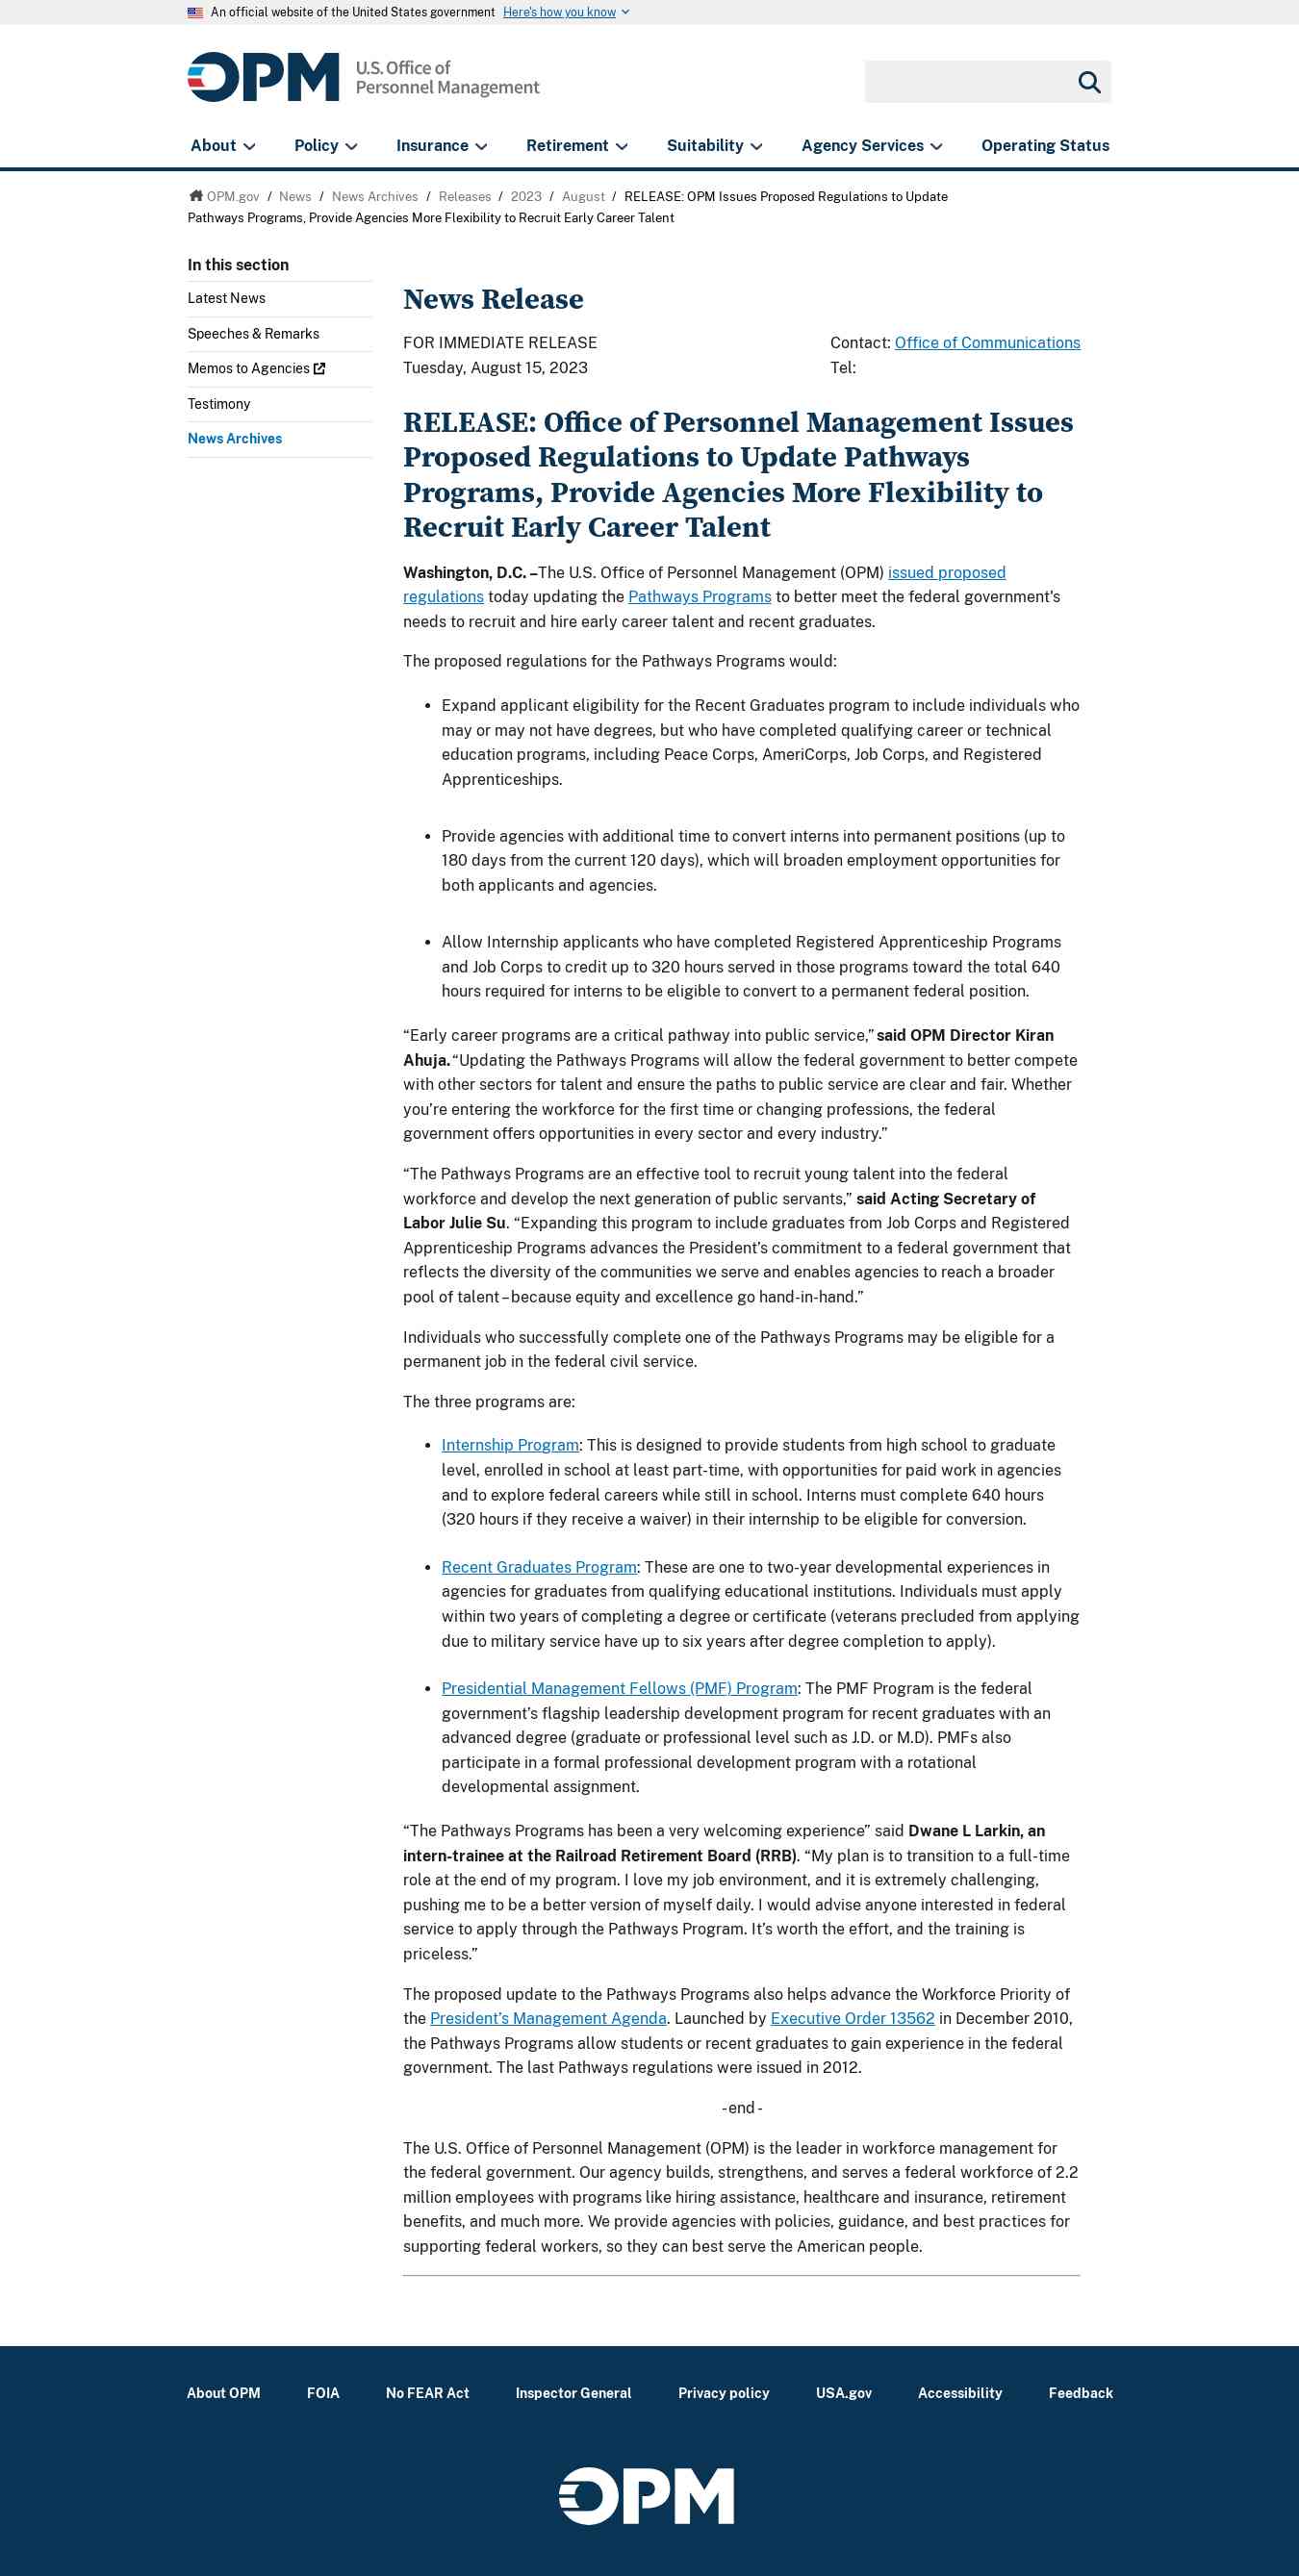 An official website of the United States government Here's how you know
OPM U.S. Office of
Personnel Management
About Policy Insurance Retirement Suitability Agency Services Operating Status
OPM.gov / News / News Archives / Releases / 2023 / August / RELEASE: OPM Issues Proposed Regulations to Update
Pathways Programs, Provide Agencies More Flexibility to Recruit Early Career Talent
In this section
Latest News
Speeches & Remarks
Memos to Agencies
Testimony
News Archives
News Release
FOR IMMEDIATE RELEASE
Tuesday, August 15, 2023
Contact: Office of Communications
Tel:
RELEASE: Office of Personnel Management Issues
Proposed Regulations to Update Pathways
Programs, Provide Agencies More Flexibility to
Recruit Early Career Talent
Washington, D.C. –The U.S. Office of Personnel Management (OPM) issued proposed
regulations today updating the Pathways Programs to better meet the federal government's
needs to recruit and hire early career talent and recent graduates.
The proposed regulations for the Pathways Programs would:
• Expand applicant eligibility for the Recent Graduates program to include individuals who
may or may not have degrees, but who have completed qualifying career or technical
education programs, including Peace Corps, AmeriCorps, Job Corps, and Registered
Apprenticeships.
• Provide agencies with additional time to convert interns into permanent positions (up to
180 days from the current 120 days), which will broaden employment opportunities for
both applicants and agencies.
• Allow Internship applicants who have completed Registered Apprenticeship Programs
and Job Corps to credit up to 320 hours served in those programs toward the total 640
hours required for interns to be eligible to convert to a permanent federal position.
“Early career programs are a critical pathway into public service,” said OPM Director Kiran
Ahuja. “Updating the Pathways Programs will allow the federal government to better compete
with other sectors for talent and ensure the paths to public service are clear and fair. Whether
you’re entering the workforce for the first time or changing professions, the federal
government offers opportunities in every sector and every industry.”
“The Pathways Programs are an effective tool to recruit young talent into the federal
workforce and develop the next generation of public servants,” said Acting Secretary of
Labor Julie Su. “Expanding this program to include graduates from Job Corps and Registered
Apprenticeship Programs advances the President’s commitment to a federal government that
reflects the diversity of the communities we serve and enables agencies to reach a broader
pool of talent – because equity and excellence go hand-in-hand.”
Individuals who successfully complete one of the Pathways Programs may be eligible for a
permanent job in the federal civil service.
The three programs are:
• Internship Program: This is designed to provide students from high school to graduate
level, enrolled in school at least part-time, with opportunities for paid work in agencies
and to explore federal careers while still in school. Interns must complete 640 hours
(320 hours if they receive a waiver) in their internship to be eligible for conversion.
• Recent Graduates Program: These are one to two-year developmental experiences in
agencies for graduates from qualifying educational institutions. Individuals must apply
within two years of completing a degree or certificate (veterans precluded from applying
due to military service have up to six years after degree completion to apply).
• Presidential Management Fellows (PMF) Program: The PMF Program is the federal
government’s flagship leadership development program for recent graduates with an
advanced degree (graduate or professional level such as J.D. or M.D). PMFs also
participate in a formal professional development program with a rotational
developmental assignment.
“The Pathways Programs has been a very welcoming experience” said Dwane L Larkin, an
intern-trainee at the Railroad Retirement Board (RRB). “My plan is to transition to a full-time
role at the end of my program. I love my job environment, and it is extremely challenging,
pushing me to be a better version of myself daily. I would advise anyone interested in federal
service to apply through the Pathways Program. It’s worth the effort, and the training is
priceless.”
The proposed update to the Pathways Programs also helps advance the Workforce Priority of
the President’s Management Agenda. Launched by Executive Order 13562 in December 2010,
the Pathways Programs allow students or recent graduates to gain experience in the federal
government. The last Pathways regulations were issued in 2012.
- end -
The U.S. Office of Personnel Management (OPM) is the leader in workforce management for
the federal government. Our agency builds, strengthens, and serves a federal workforce of 2.2
million employees with programs like hiring assistance, healthcare and insurance, retirement
benefits, and much more. We provide agencies with policies, guidance, and best practices for
supporting federal workers, so they can best serve the American people.
About OPM FOIA No FEAR Act Inspector General Privacy policy USA.gov Accessibility Feedback
OPM